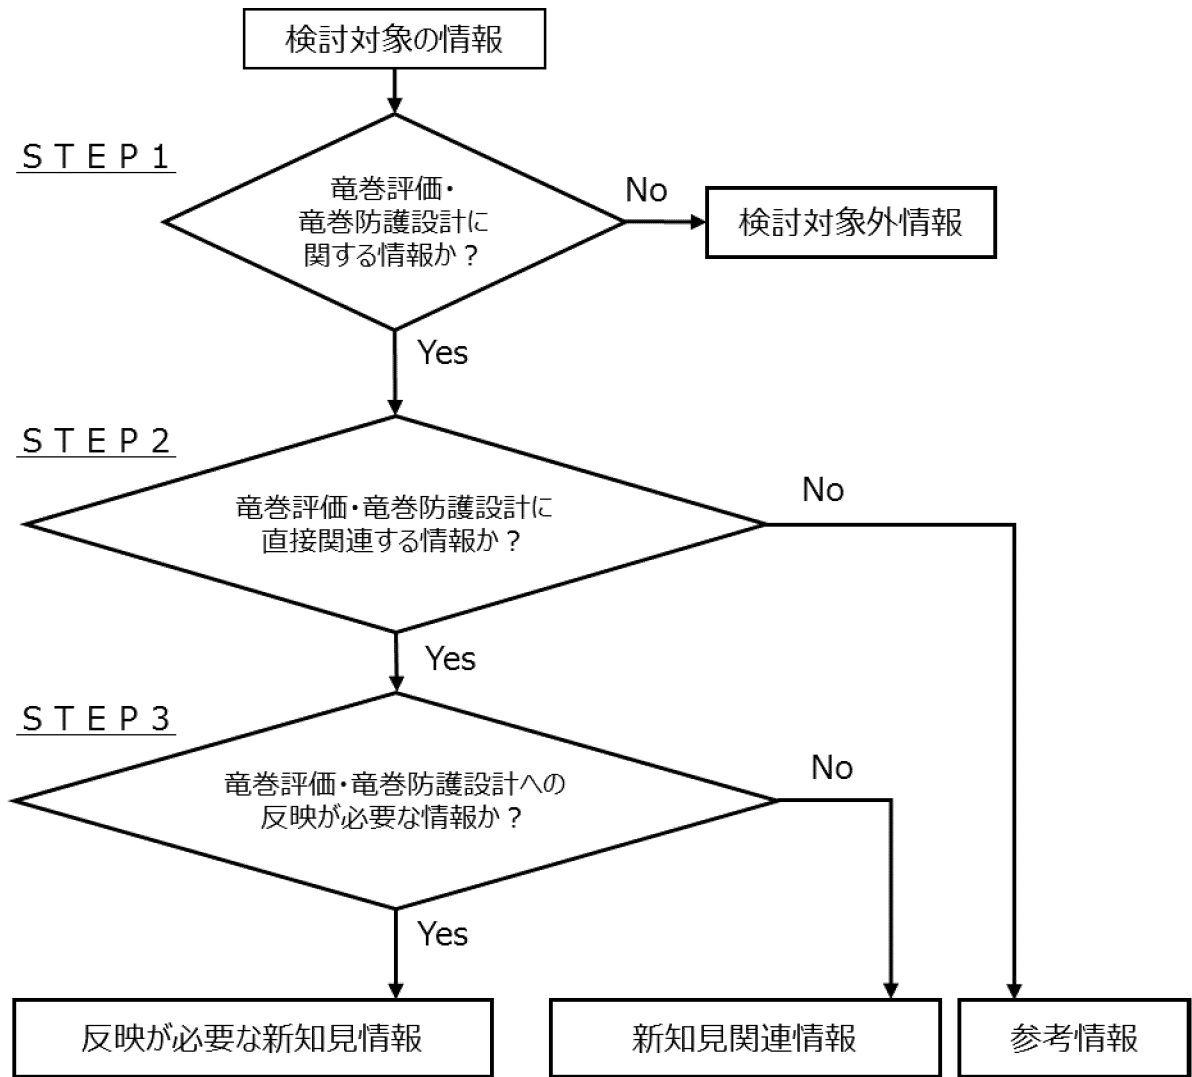 検討対象の情報
STEP1
竜巻評価・
竜巻防護設計に
関する情報か？
No
検討対象外情報
Yes
STEP2
竜巻評価・竜巻防護設計に
直接関連する情報か？
No
Yes
STEP3
竜巻評価・竜巻防護設計への
反映が必要な情報か？
No
Yes
反映が必要な新知見情報
新知見関連情報
参考情報